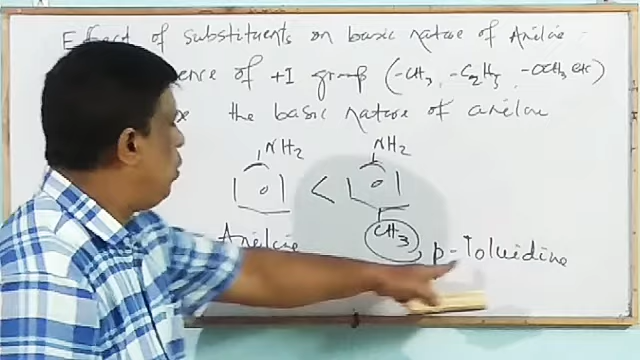 Effect of substituents on basic nature of Aniline -
ence of +I group (-CH3, -C2H5, -OCH3 etc)
the basic nature of aniline
NH2 NH2
<
CH3
Aniline , p-Toluidine